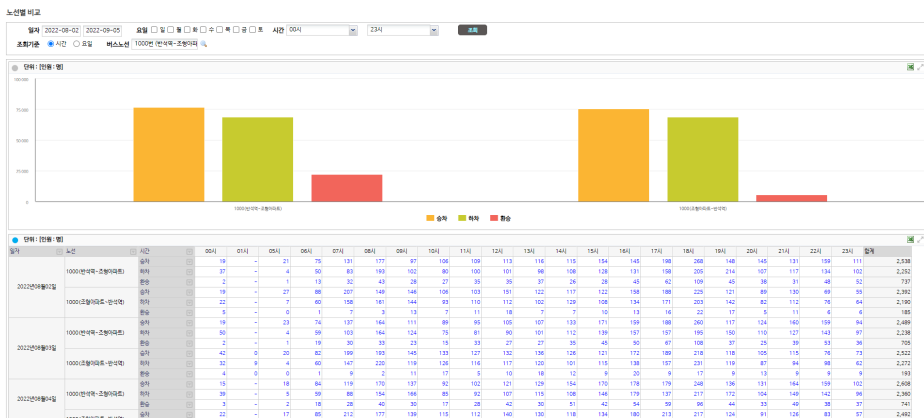 노선별 비교
일자 2022-08-02 2022-09-05 요일 일 월 화 수 목 금 토 시간 00시 23시 조회
조회기준 시간 요일 버스노선 1000번 (반석역~조형아파
단위 : [인원 : 명]
100.000
75.000
50.000
25.000
0
1000(반석역~조형아파트) 1000(조형아파트~반석역)
승차 하차 환승
단위 : [인원 : 명]
일자 노선 시간 00시 01시 05시 06시 07시 08시 09시 10시 11시 12시 13시 14시 15시 16시 17시 18시 19시 20시 21시 22시 23시 합계
2022년08월02일 1000(반석역~조형아파트) 승차 19 - 21 75 131 177 97 106 109 113 116 115 154 145 198 268 148 145 131 159 111 2,538
하차 37 - 4 50 83 193 102 80 100 101 98 108 128 131 158 205 214 107 117 134 102 2,252
환승 2 - 1 13 32 43 28 27 35 35 37 26 28 45 62 109 45 38 31 48 52 737
1000(조형아파트~반석역) 승차 19 - 27 88 207 149 146 106 103 151 122 117 122 158 188 225 121 89 130 69 55 2,392
하차 22 - 7 60 158 161 144 93 110 112 102 129 108 134 171 203 142 82 112 76 64 2,190
환승 5 - 0 1 7 3 13 7 11 18 7 7 10 13 16 22 17 5 11 6 6 185
2022년08월03일 1000(반석역~조형아파트) 승차 19 - 23 74 137 164 111 89 95 105 107 133 171 159 188 260 117 124 160 159 94 2,489
하차 50 - 4 59 103 164 124 75 81 90 101 112 139 157 157 195 150 110 127 143 97 2,238
환승 2 - 1 19 30 33 23 15 33 27 27 35 45 50 67 108 37 25 39 53 36 705
1000(조형아파트~반석역) 승차 42 0 20 82 199 193 145 133 127 132 136 126 121 172 189 218 118 105 115 76 73 2,522
하차 32 9 4 60 147 220 119 126 116 117 120 101 115 138 157 231 119 87 94 98 62 2,272
환승 4 0 0 1 9 2 11 17 5 10 18 12 9 20 9 17 9 13 9 9 9 193
2022년08월04일 1000(반석역~조형아파트) 승차 15 - 18 84 119 170 137 92 102 121 129 154 170 178 179 248 136 131 164 159 102 2,608
하차 39 - 5 59 88 154 166 85 92 107 115 108 146 179 137 217 172 104 149 142 96 2,360
환승 3 - 2 18 28 40 30 17 28 42 30 51 42 54 59 96 44 33 49 38 37 741
승차 22 - 17 85 212 177 139 115 112 140 130 118 134 180 213 217 124 91 126 83 57 2,492